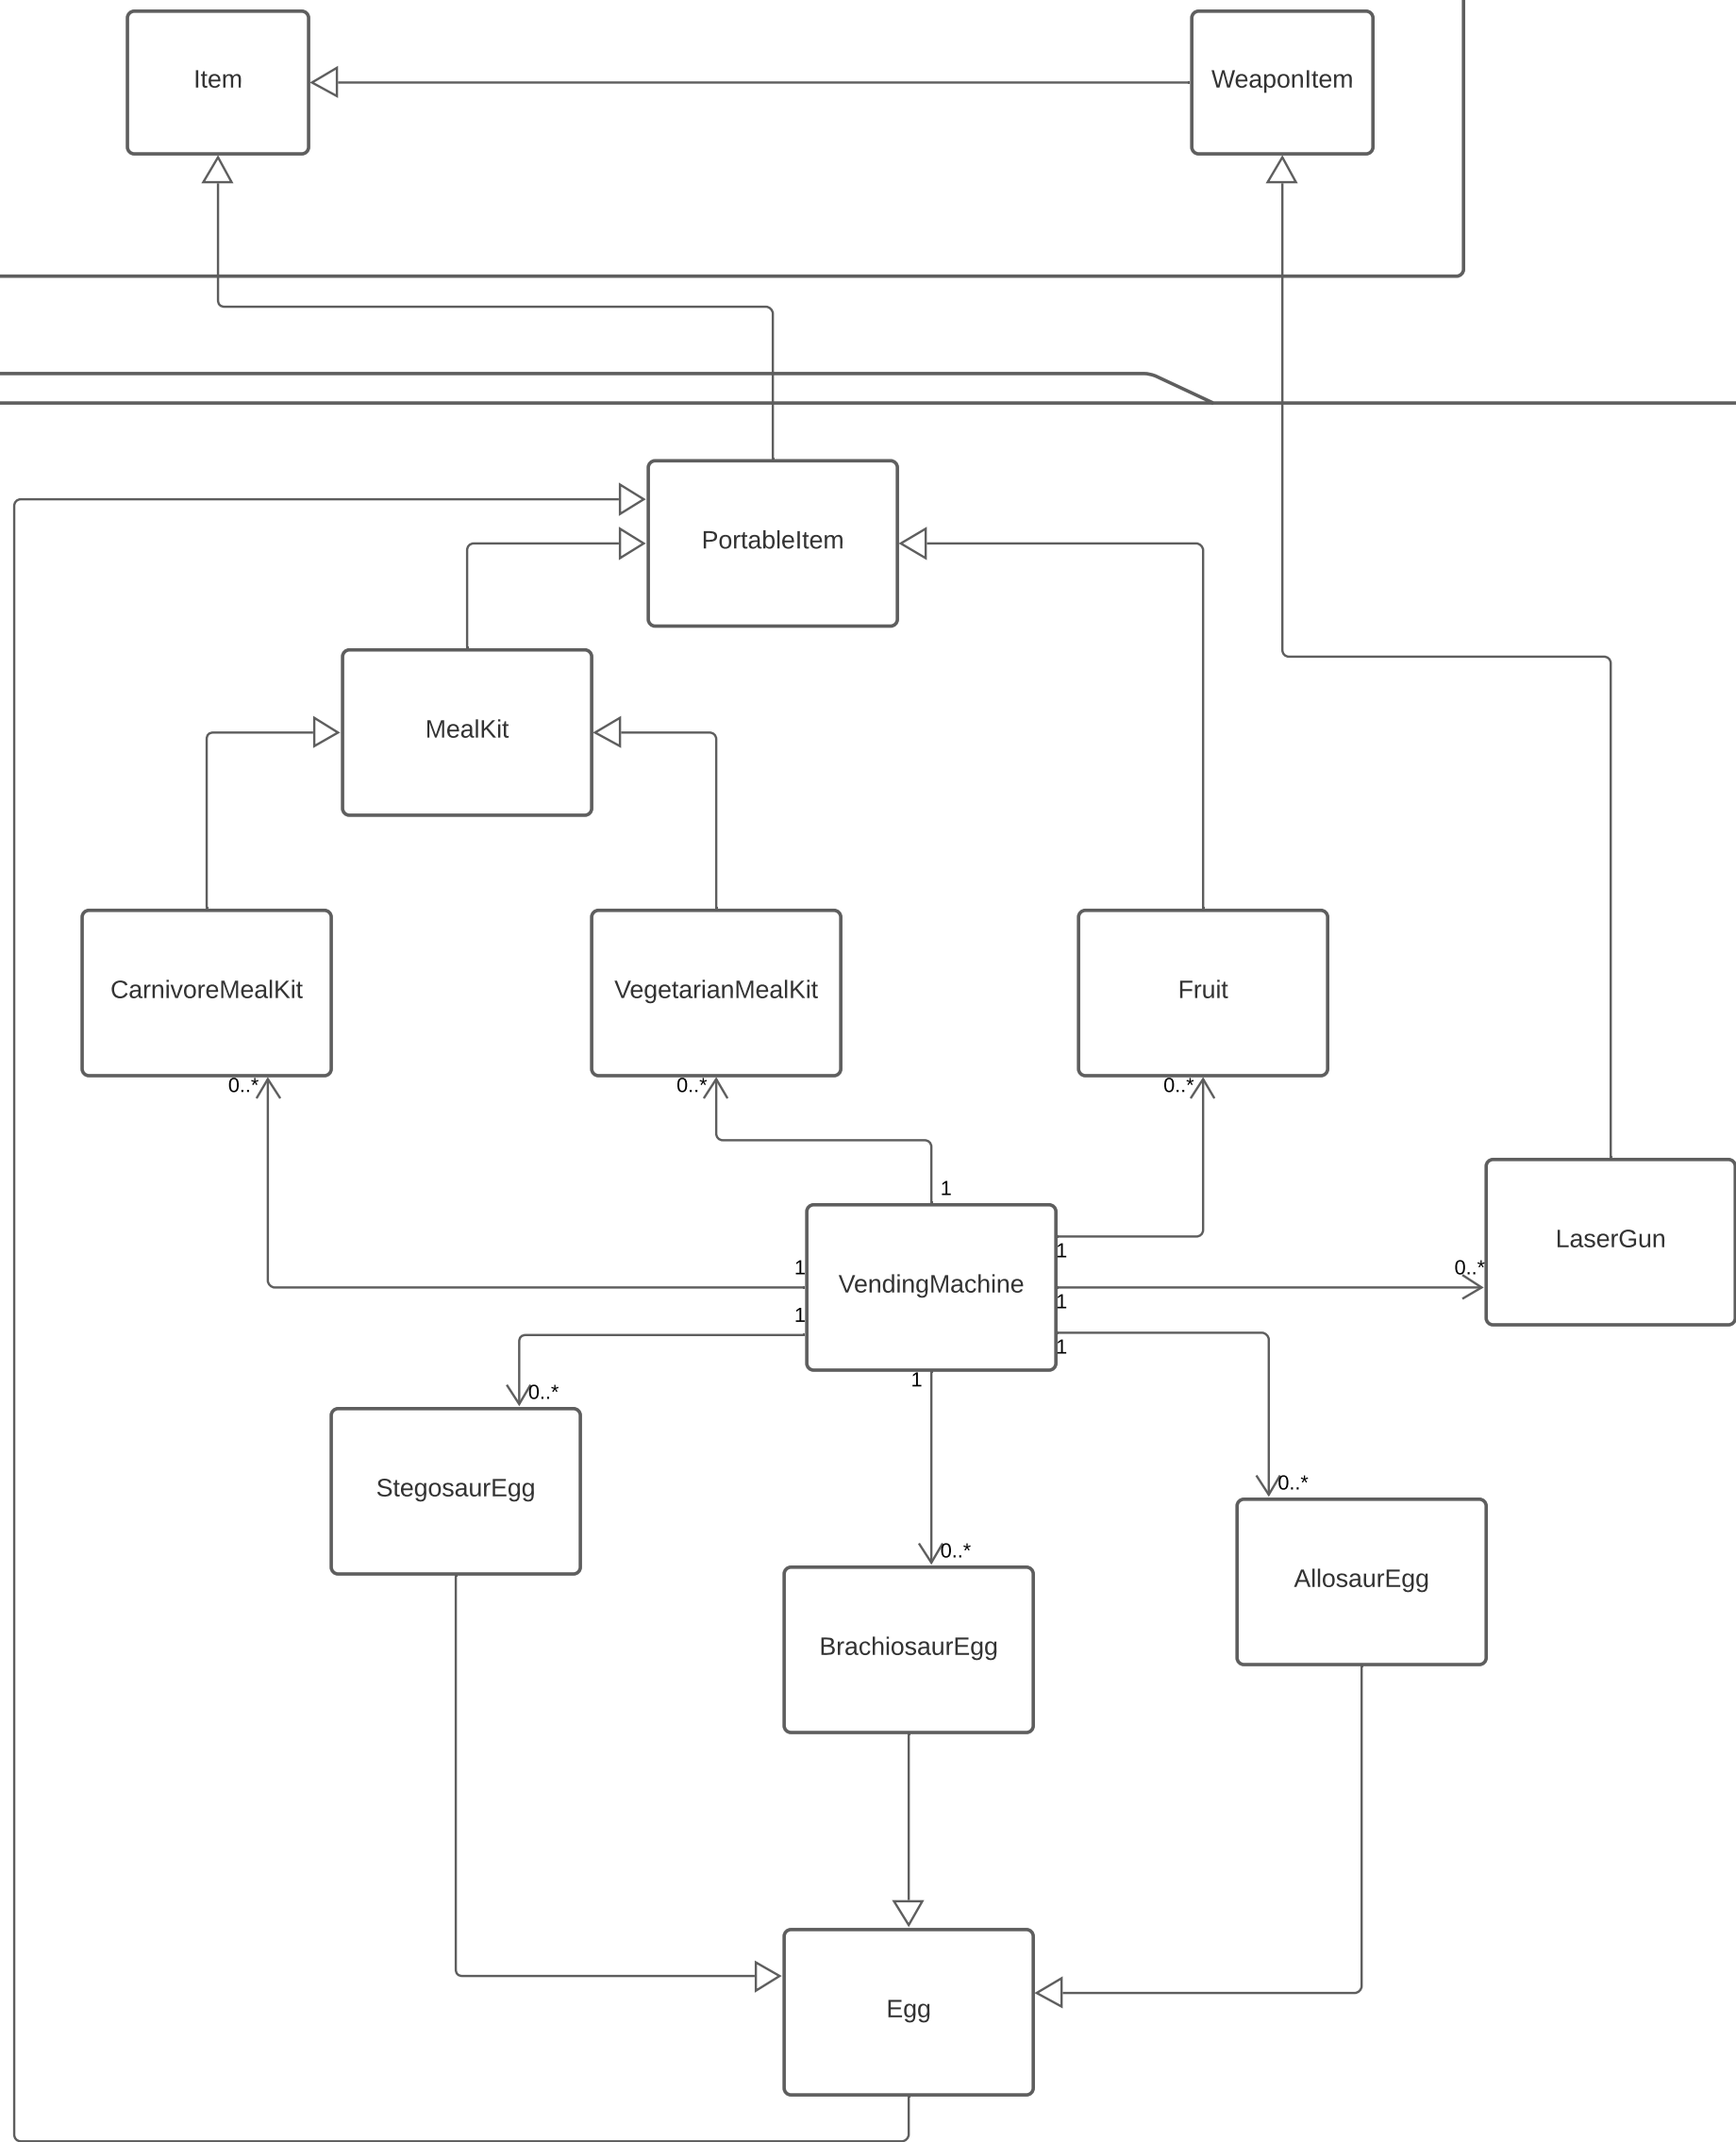 Item
WeaponItem
PortableItem
MealKit
CarnivoreMealKit
VegetarianMealKit
Fruit
0..*
0..*
0..*
1
LaserGun
1
1
VendingMachine
0..*
1
1
1
1
0..*
StegosaurEgg
0..*
0..*
BrachiosaurEgg
AllosaurEgg
Egg